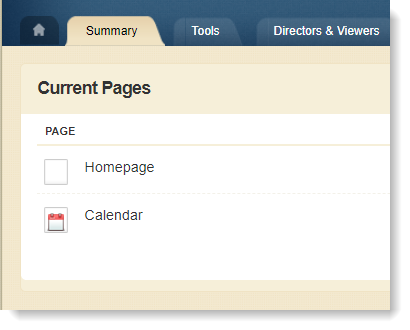 Summary Tools Directors & Viewers
Current Pages
PAGE
Homepage
Calendar